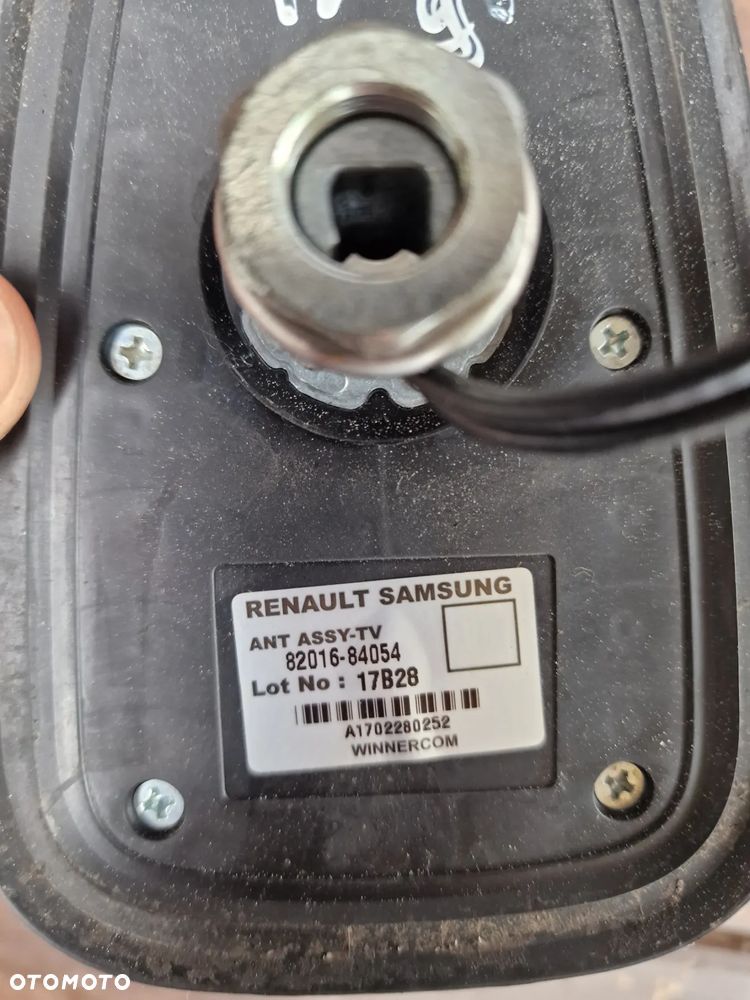 RENAULT SAMSUNG
ANT ASSY-TV
82016-84054
Lot No : 17B28
A1702280252
WINNERCOM
OTOMOTO